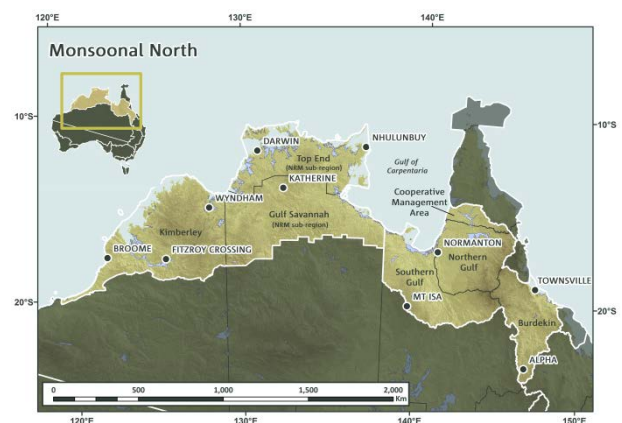 120°E
130°E
140°E
Monsoonal North
10°S
10°S
DARWIN
NHULUNBUY
Top End
(NRM sub-region)
Gulf of
Carpentaria
KATHERINE
Cooperative
Management
Area
WYNDHAM
Gulf Savannah
(NRM sub-region)
Kimberley
BROOME
FITZROY CROSSING
NORMANTON
Northern
Gulf
Southern
Gulf
TOWNSVILLE
20°S
20°S
MT ISA
Burdekin
ALPHA
0
500
1,000
1,500
2,000
Km
120°E
130°E
140°E
150°E